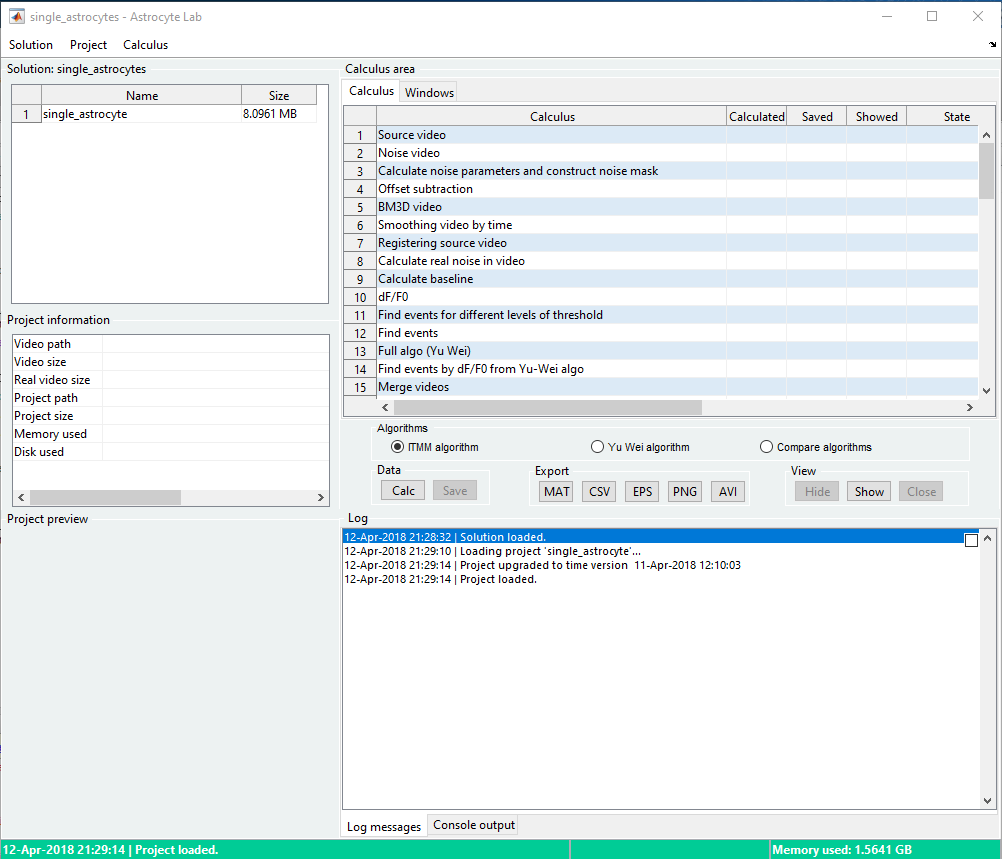 single_astrocytes - Astrocyte Lab
Solution Project Calculus
Solution: single_astrocytes
Name Size
1 single_astrocyte 8.0961 MB
Project information
Video path
Video size
Real video size
Project path
Project size
Memory used
Disk used
Project preview
Calculus area
Calculus Windows
Calculus Calculated Saved Showed State
1 Source video
2 Noise video
3 Calculate noise parameters and construct noise mask
4 Offset subtraction
5 BM3D video
6 Smoothing video by time
7 Registering source video
8 Calculate real noise in video
9 Calculate baseline
10 dF/F0
11 Find events for different levels of threshold
12 Find events
13 Full algo (Yu Wei)
14 Find events by dF/F0 from Yu-Wei algo
15 Merge videos
Algorithms
ITMM algorithm Yu Wei algorithm Compare algorithms
Data Export View
Calc Save MAT CSV EPS PNG AVI Hide Show Close
Log
12-Apr-2018 21:28:32 | Solution loaded.
12-Apr-2018 21:29:10 | Loading project 'single_astrocyte'...
12-Apr-2018 21:29:14 | Project upgraded to time version  11-Apr-2018 12:10:03
12-Apr-2018 21:29:14 | Project loaded.
Log messages Console output
12-Apr-2018 21:29:14 | Project loaded. Memory used: 1.5641 GB